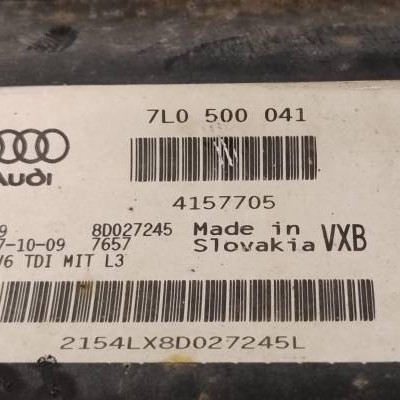 7L0 500 041
Audi
4157705
9 8D027245 Made in
7-10-09 7657 Slovakia VXB
V6 TDI MIT L3
2154LX8D027245L